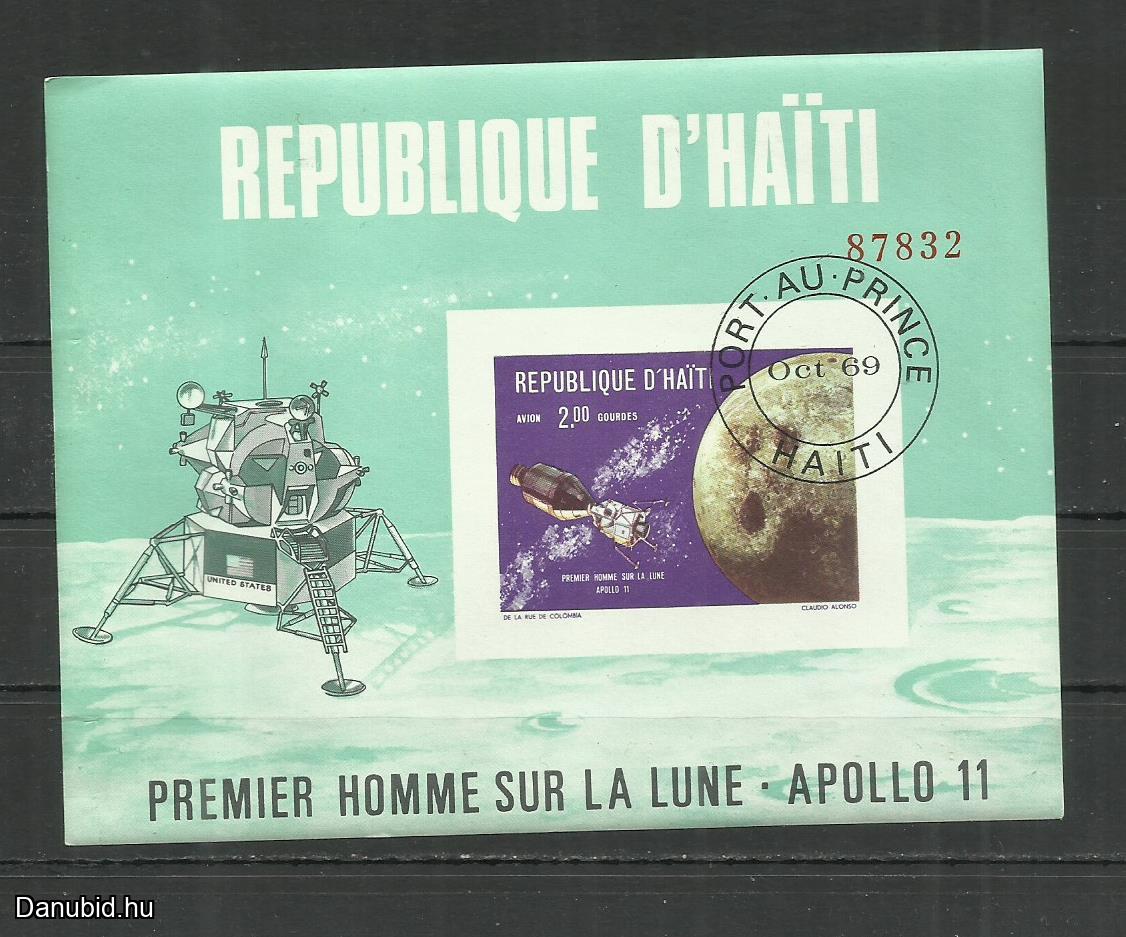 REPUBLIQUE D'HAÏTI
87832
PORT·AU·PRINCE
Oct 69
HAITI
REPUBLIQUE D'HAÏTI
AVION 2.00 GOURDES
PREMIER HOMME SUR LA LUNE
APOLLO 11
DE LA RUE DE COLOMBIA
CLAUDIO ALONSO
UNITED STATES
PREMIER HOMME SUR LA LUNE · APOLLO 11
Danubid.hu